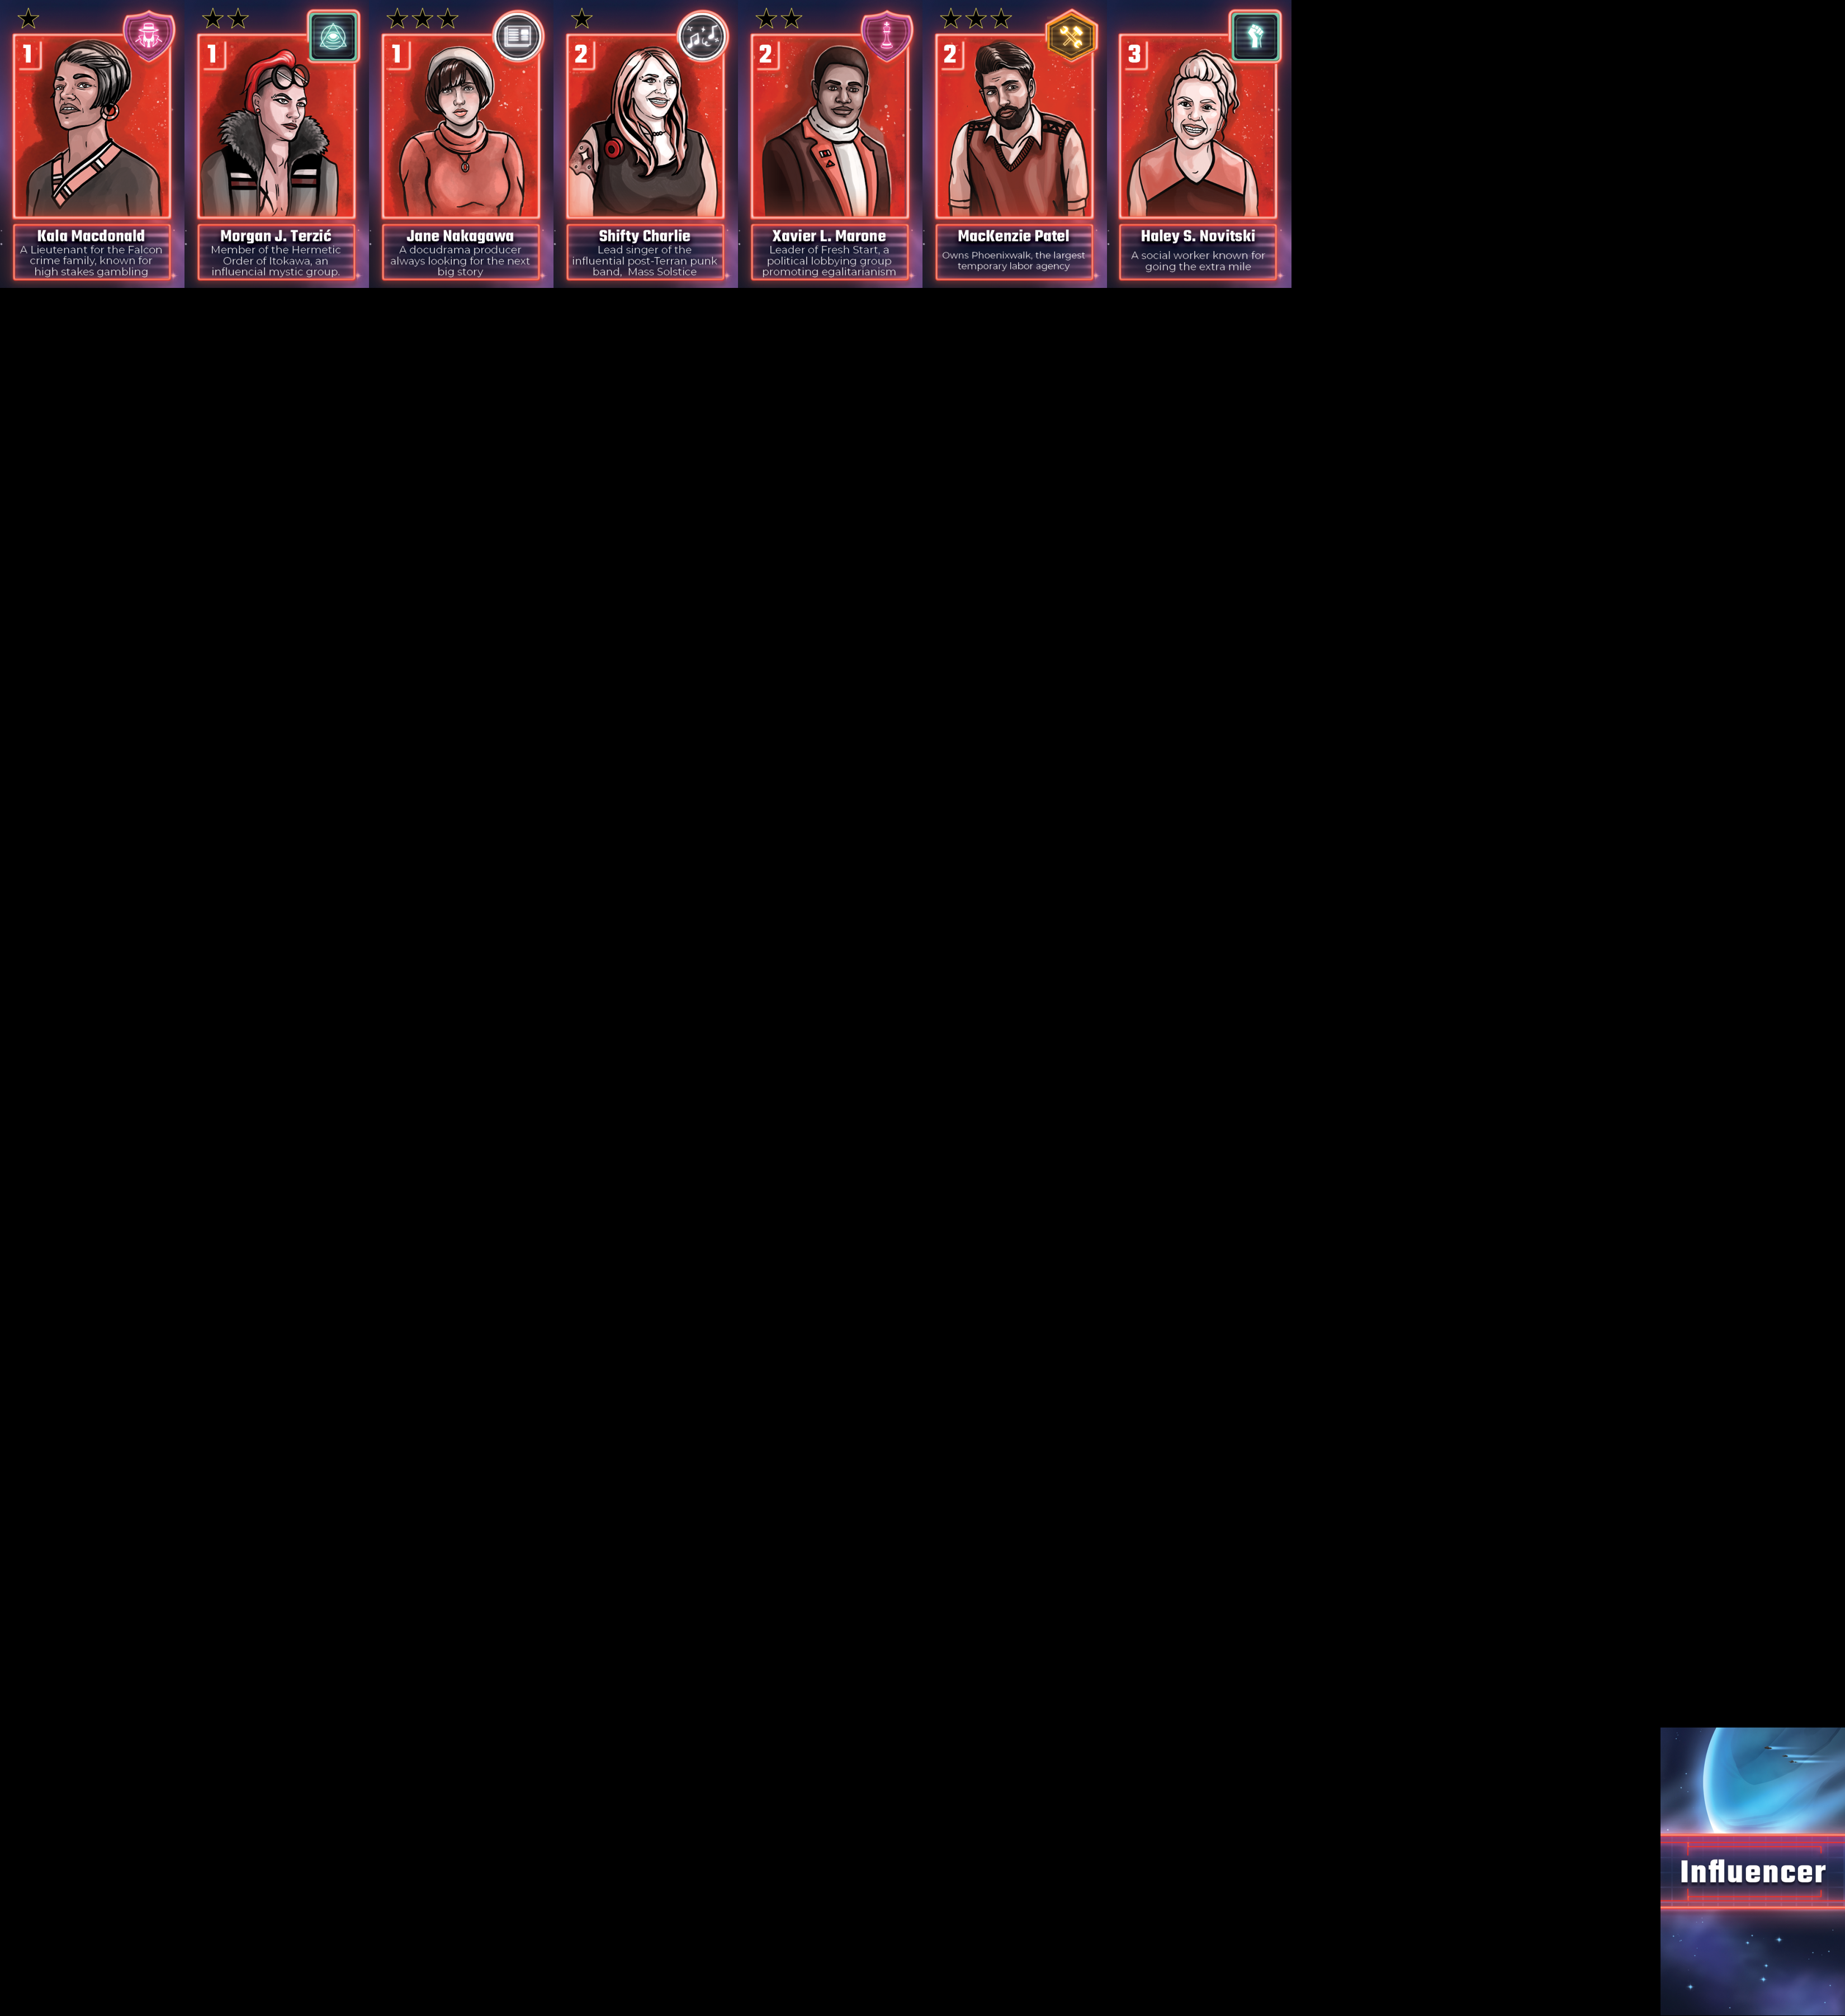 1
Kala Macdonald
A Lieutenant for the Falcon
crime family, known for
high stakes gambling
1
Morgan J. Terzić
Member of the Hermetic
Order of Itokawa, an
influential mystic group.
1
Jane Nakagawa
A docudrama producer
always looking for the next
big story
2
Shifty Charlie
Lead singer of the
influential post-Terran punk
band, Mass Solstice
2
Xavier L. Marone
Leader of Fresh Start, a
political lobbying group
promoting egalitarianism
2
MacKenzie Patel
Owns Phoenixwalk, the largest
temporary labor agency
3
Haley S. Novitski
A social worker known for
going the extra mile
Influencer